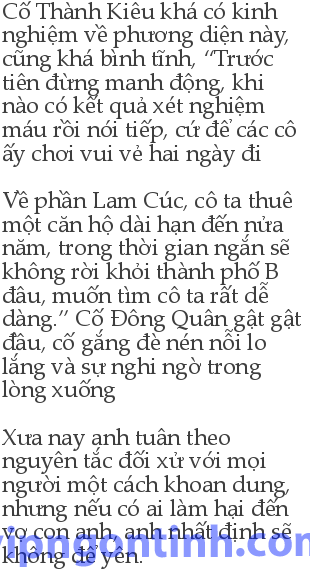 Cố Thành Kiêu khá có kinh
nghiệm về phương diện này,
cũng khá bình tĩnh, “Trước
tiên đừng manh động, khi
nào có kết quả xét nghiệm
máu rồi nói tiếp, cứ để các cô
ấy chơi vui vẻ hai ngày đi
Về phần Lam Cúc, cô ta thuê
một căn hộ dài hạn đến nửa
năm, trong thời gian ngắn sẽ
không rời khỏi thành phố B
đâu, muốn tìm cô ta rất dễ
dàng.” Cố Đông Quân gật gật
đầu, cố gắng đè nén nỗi lo
lắng và sự nghi ngờ trong
lòng xuống
Xưa nay anh tuân theo
nguyên tắc đối xử với mọi
người một cách khoan dung,
nhưng nếu có ai làm hại đến
vợ con anh, anh nhất định sẽ
không để yên.
vipngontinh.com